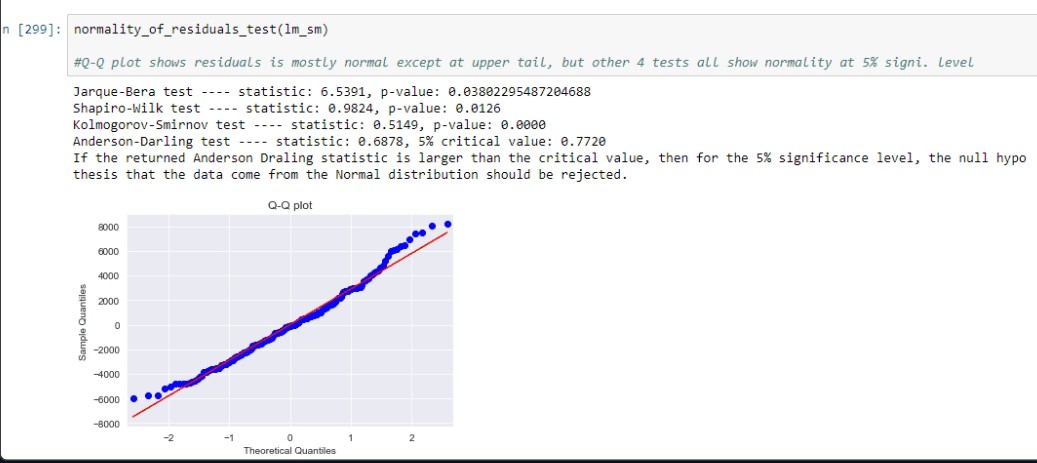 n [299]: normality_of_residuals_test(lm_sm)
#Q-Q plot shows residuals is mostly normal except at upper tail, but other 4 tests all show normality at 5% signi. level
Jarque-Bera test ---- statistic: 6.5391, p-value: 0.03802295487204688
Shapiro-Wilk test ---- statistic: 0.9824, p-value: 0.0126
Kolmogorov-Smirnov test ---- statistic: 0.5149, p-value: 0.0000
Anderson-Darling test ---- statistic: 0.6878, 5% critical value: 0.7720
If the returned Anderson Draling statistic is larger than the critical value, then for the 5% significance level, the null hypo
thesis that the data come from the Normal distribution should be rejected.
Q-Q plot
8000
6000
4000
2000
0
−2000
−4000
−6000
−8000
Sample Quantiles
−2 −1 0 1 2
Theoretical Quantiles